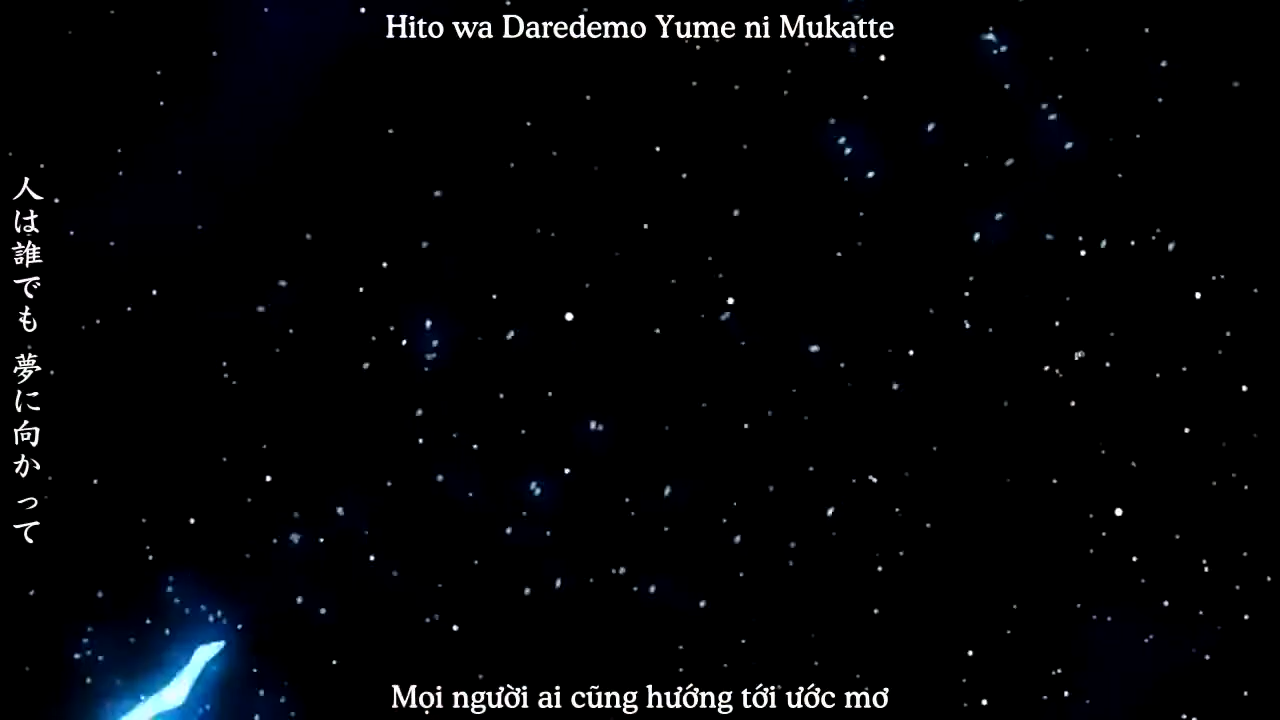 Hito wa Daredemo Yume ni Mukatte
人は誰でも 夢に向かって
Mọi người ai cũng hướng tới ước mơ